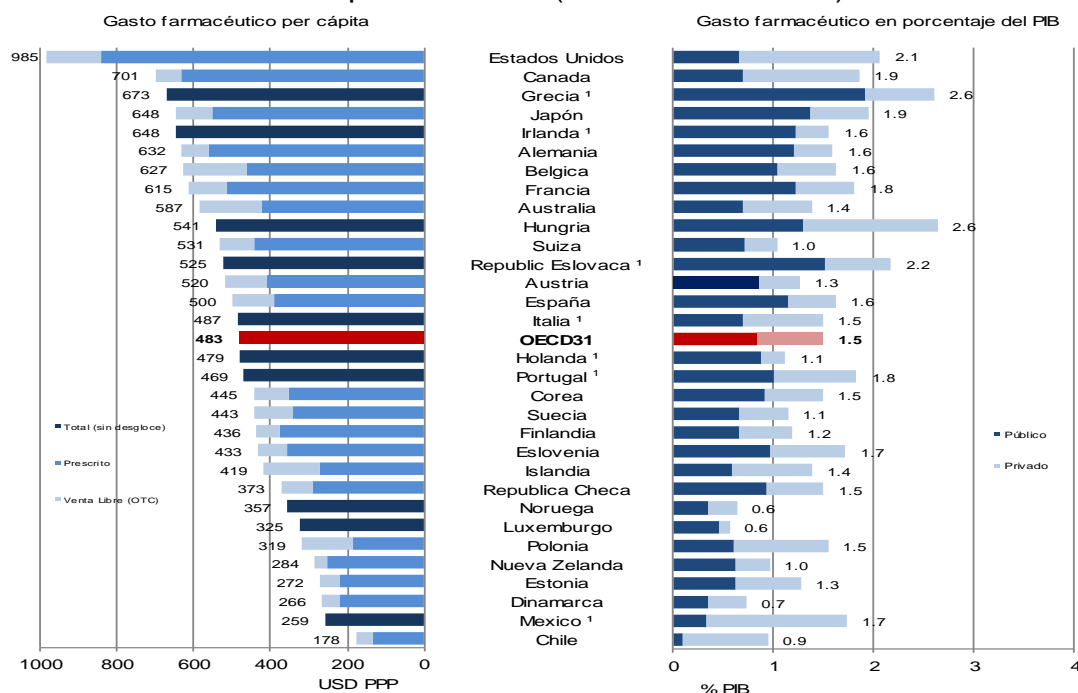 Gasto farmacéutico per cápita
Gasto farmacéutico en porcentaje del PIB
985 Estados Unidos 2.1
701 Canada 1.9
673 Grecia ¹ 2.6
648 Japón 1.9
648 Irlanda ¹ 1.6
632 Alemania 1.6
627 Belgica 1.6
615 Francia 1.8
587 Australia 1.4
541 Hungria 2.6
531 Suiza 1.0
525 Republic Eslovaca ¹ 2.2
520 Austria 1.3
500 España 1.6
487 Italia ¹ 1.5
483 OECD31 1.5
479 Holanda ¹ 1.1
469 Portugal ¹ 1.8
445 Corea 1.5
443 Suecia 1.1
436 Finlandia 1.2
433 Eslovenia 1.7
419 Islandia 1.4
373 Republica Checa 1.5
357 Noruega 0.6
325 Luxemburgo 0.6
319 Polonia 1.5
284 Nueva Zelanda 1.0
272 Estonia 1.3
266 Dinamarca 0.7
259 Mexico ¹ 1.7
178 Chile 0.9
Total (sin desgloce)
Prescrito
Venta Libre (OTC)
Público
Privado
1000 800 600 400 200 0
USD PPP
0 1 2 3 4
% PIB